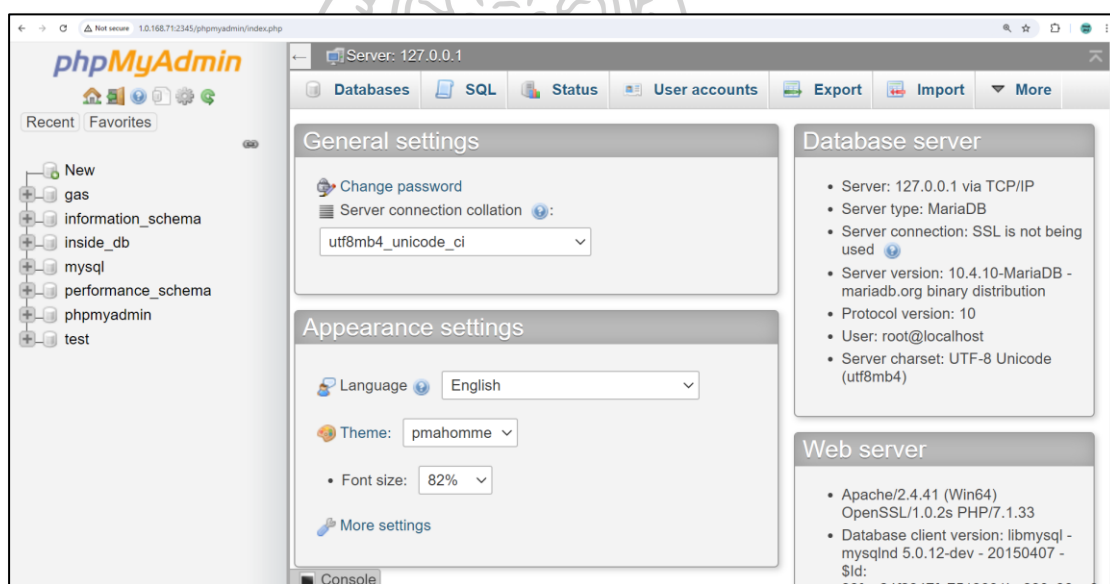 Not secure 1.0.168.71:2345/phpmyadmin/index.php
phpMyAdmin
Recent Favorites
New
gas
information_schema
inside_db
mysql
performance_schema
phpmyadmin
test
Server: 127.0.0.1
Databases SQL Status User accounts Export Import More
General settings
Change password
Server connection collation :
utf8mb4_unicode_ci
Appearance settings
Language English
Theme: pmahomme
• Font size: 82%
More settings
Console
Database server
• Server: 127.0.0.1 via TCP/IP
• Server type: MariaDB
• Server connection: SSL is not being
used
• Server version: 10.4.10-MariaDB -
mariadb.org binary distribution
• Protocol version: 10
• User: root@localhost
• Server charset: UTF-8 Unicode
(utf8mb4)
Web server
• Apache/2.4.41 (Win64)
OpenSSL/1.0.2s PHP/7.1.33
• Database client version: libmysql -
mysqlnd 5.0.12-dev - 20150407 -
$Id: